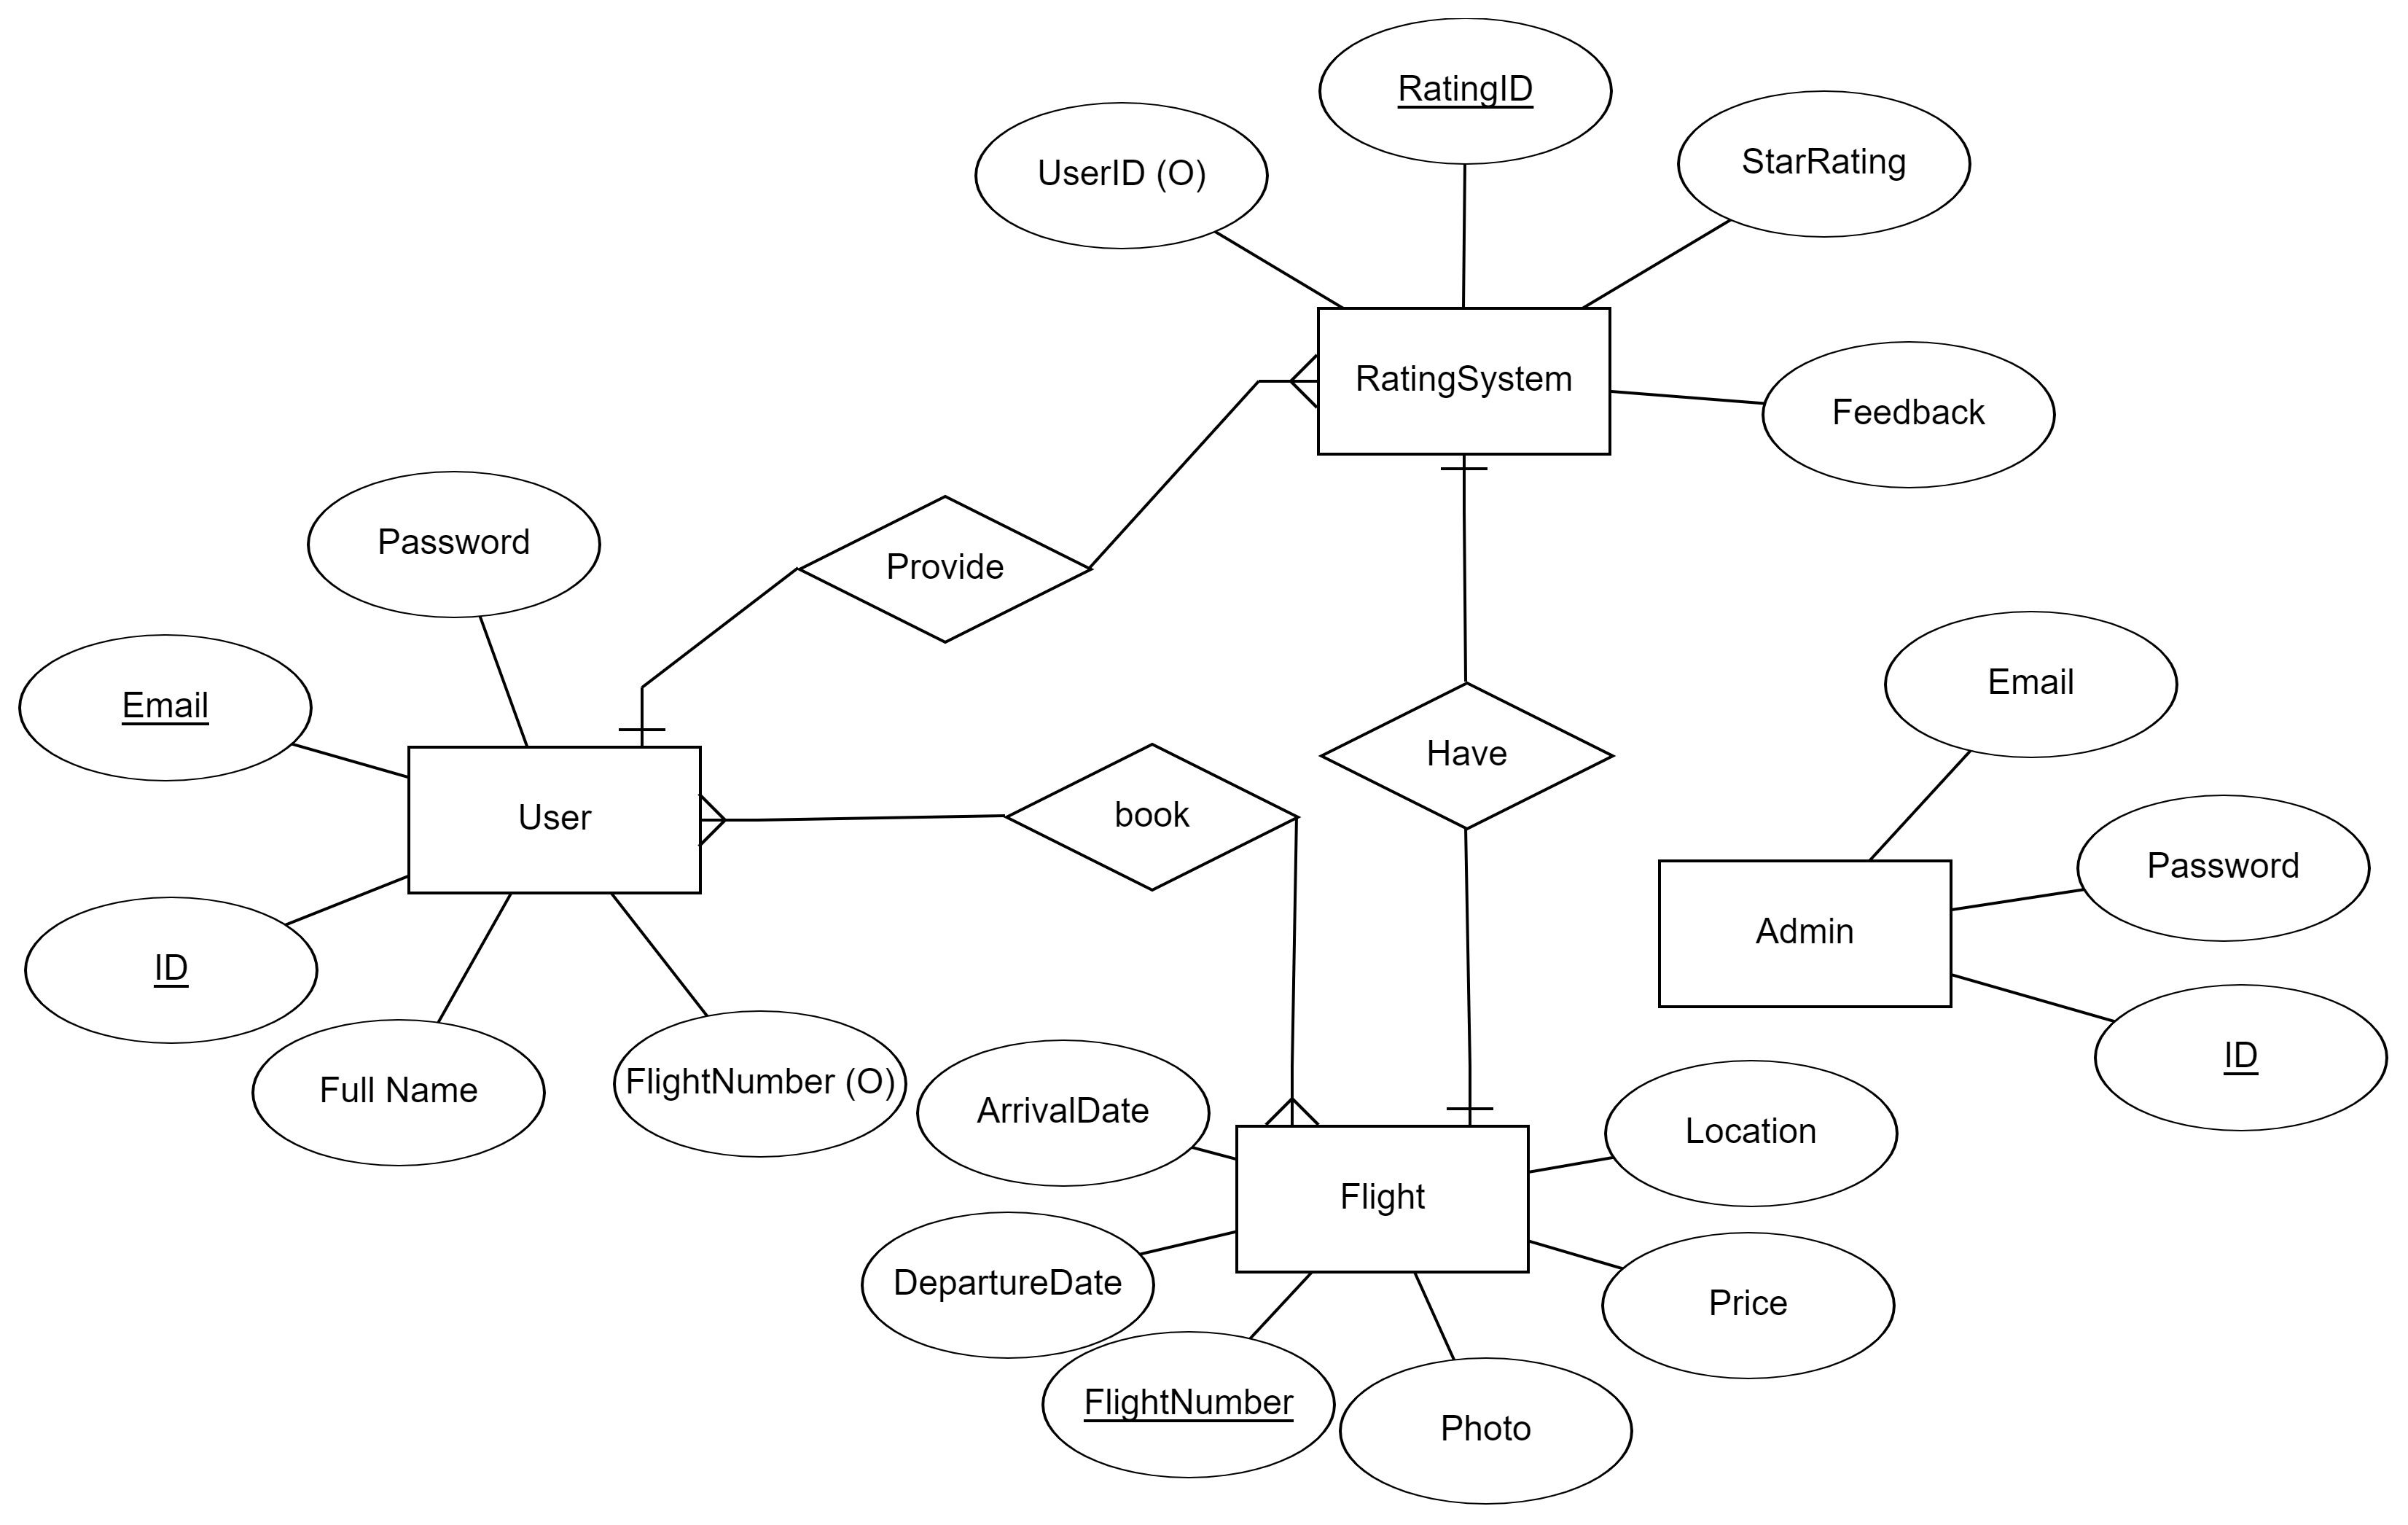 RatingID
UserID (O)
StarRating
RatingSystem
Feedback
Password
Provide
Email
Email
Have
User
book
Password
Admin
ID
ID
Full Name
FlightNumber (O)
ArrivalDate
Location
Flight
DepartureDate
Price
FlightNumber
Photo